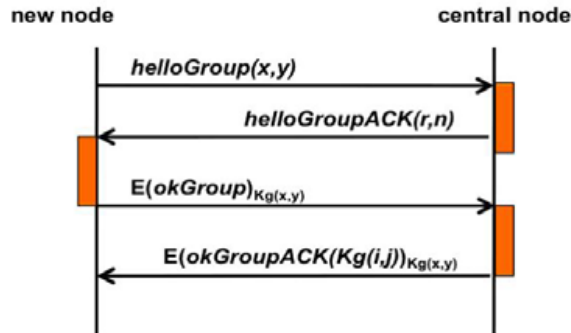 new node
central node
helloGroup(x,y)
helloGroupACK(r,n)
E(okGroup)Kg(x,y)
E(okGroupACK(Kg(i,j))Kg(x,y)